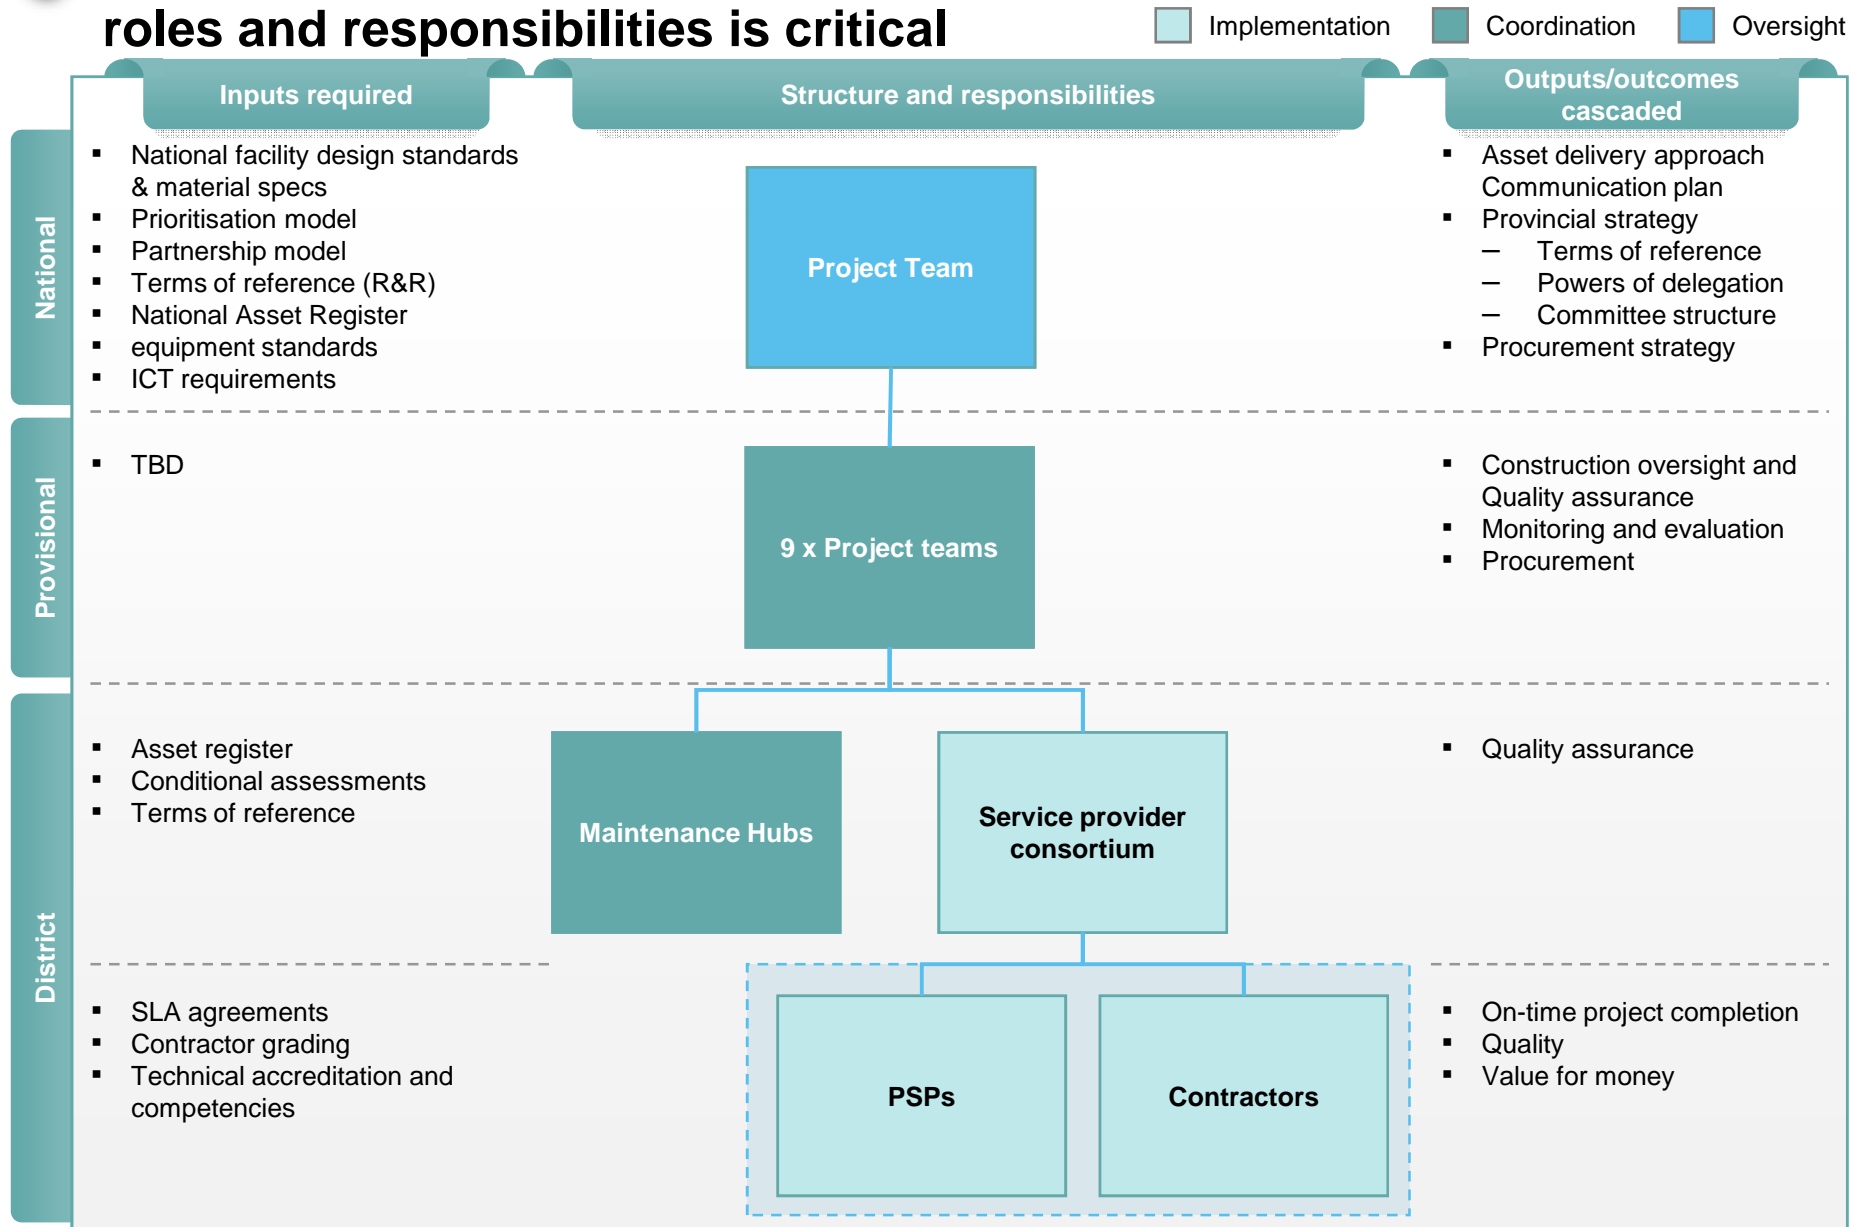 roles and responsibilities is critical
Implementation
Coordination
Oversight
Inputs required
Structure and responsibilities
Outputs/outcomes
cascaded
National
▪ National facility design standards
& material specs
▪ Prioritisation model
▪ Partnership model
▪ Terms of reference (R&R)
▪ National Asset Register
▪ equipment standards
▪ ICT requirements
Project Team
▪ Asset delivery approach
Communication plan
▪ Provincial strategy
– Terms of reference
– Powers of delegation
– Committee structure
▪ Procurement strategy
Provisional
▪ TBD
9 x Project teams
▪ Construction oversight and
Quality assurance
▪ Monitoring and evaluation
▪ Procurement
District
▪ Asset register
▪ Conditional assessments
▪ Terms of reference
Maintenance Hubs
Service provider
consortium
▪ Quality assurance
▪ SLA agreements
▪ Contractor grading
▪ Technical accreditation and
competencies
PSPs
Contractors
▪ On-time project completion
▪ Quality
▪ Value for money